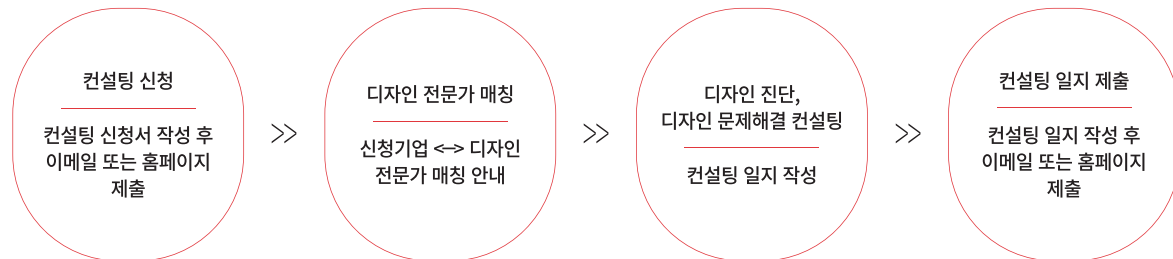 컨설팅 신청
컨설팅 신청서 작성 후
이메일 또는 홈페이지
제출
디자인 전문가 매칭
신청기업 <-> 디자인
전문가 매칭 안내
디자인 진단,
디자인 문제해결 컨설팅
컨설팅 일지 작성
컨설팅 일지 제출
컨설팅 일지 작성 후
이메일 또는 홈페이지
제출